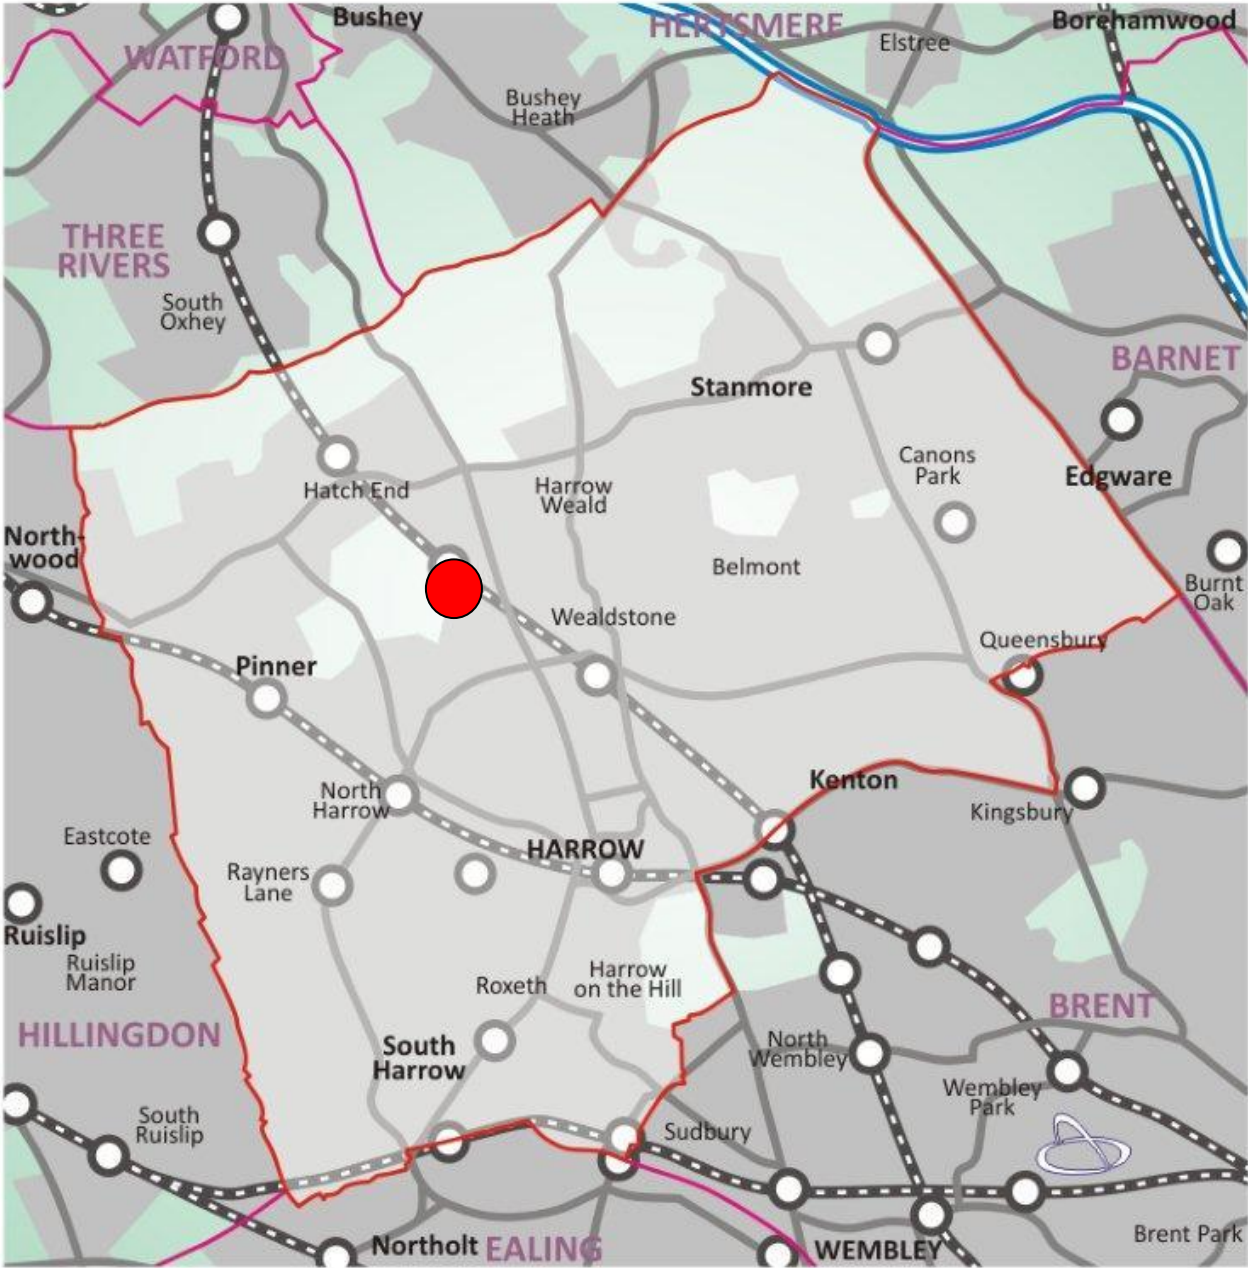 Bushey
HERTSMERE
Borehamwood
Elstree
WATFORD
Bushey
Heath
THREE
RIVERS
South
Oxhey
BARNET
Stanmore
Canons
Park
Edgware
Hatch End
Harrow
Weald
North-
wood
Belmont
Burnt
Oak
Wealdstone
Queensbury
Pinner
Kenton
North
Harrow
Kingsbury
Eastcote
HARROW
Rayners
Lane
Ruislip
Ruislip
Manor
Roxeth
Harrow
on the Hill
BRENT
HILLINGDON
South
Harrow
North
Wembley
Wembley
Park
South
Ruislip
Sudbury
Brent Park
Northolt
EALING
WEMBLEY